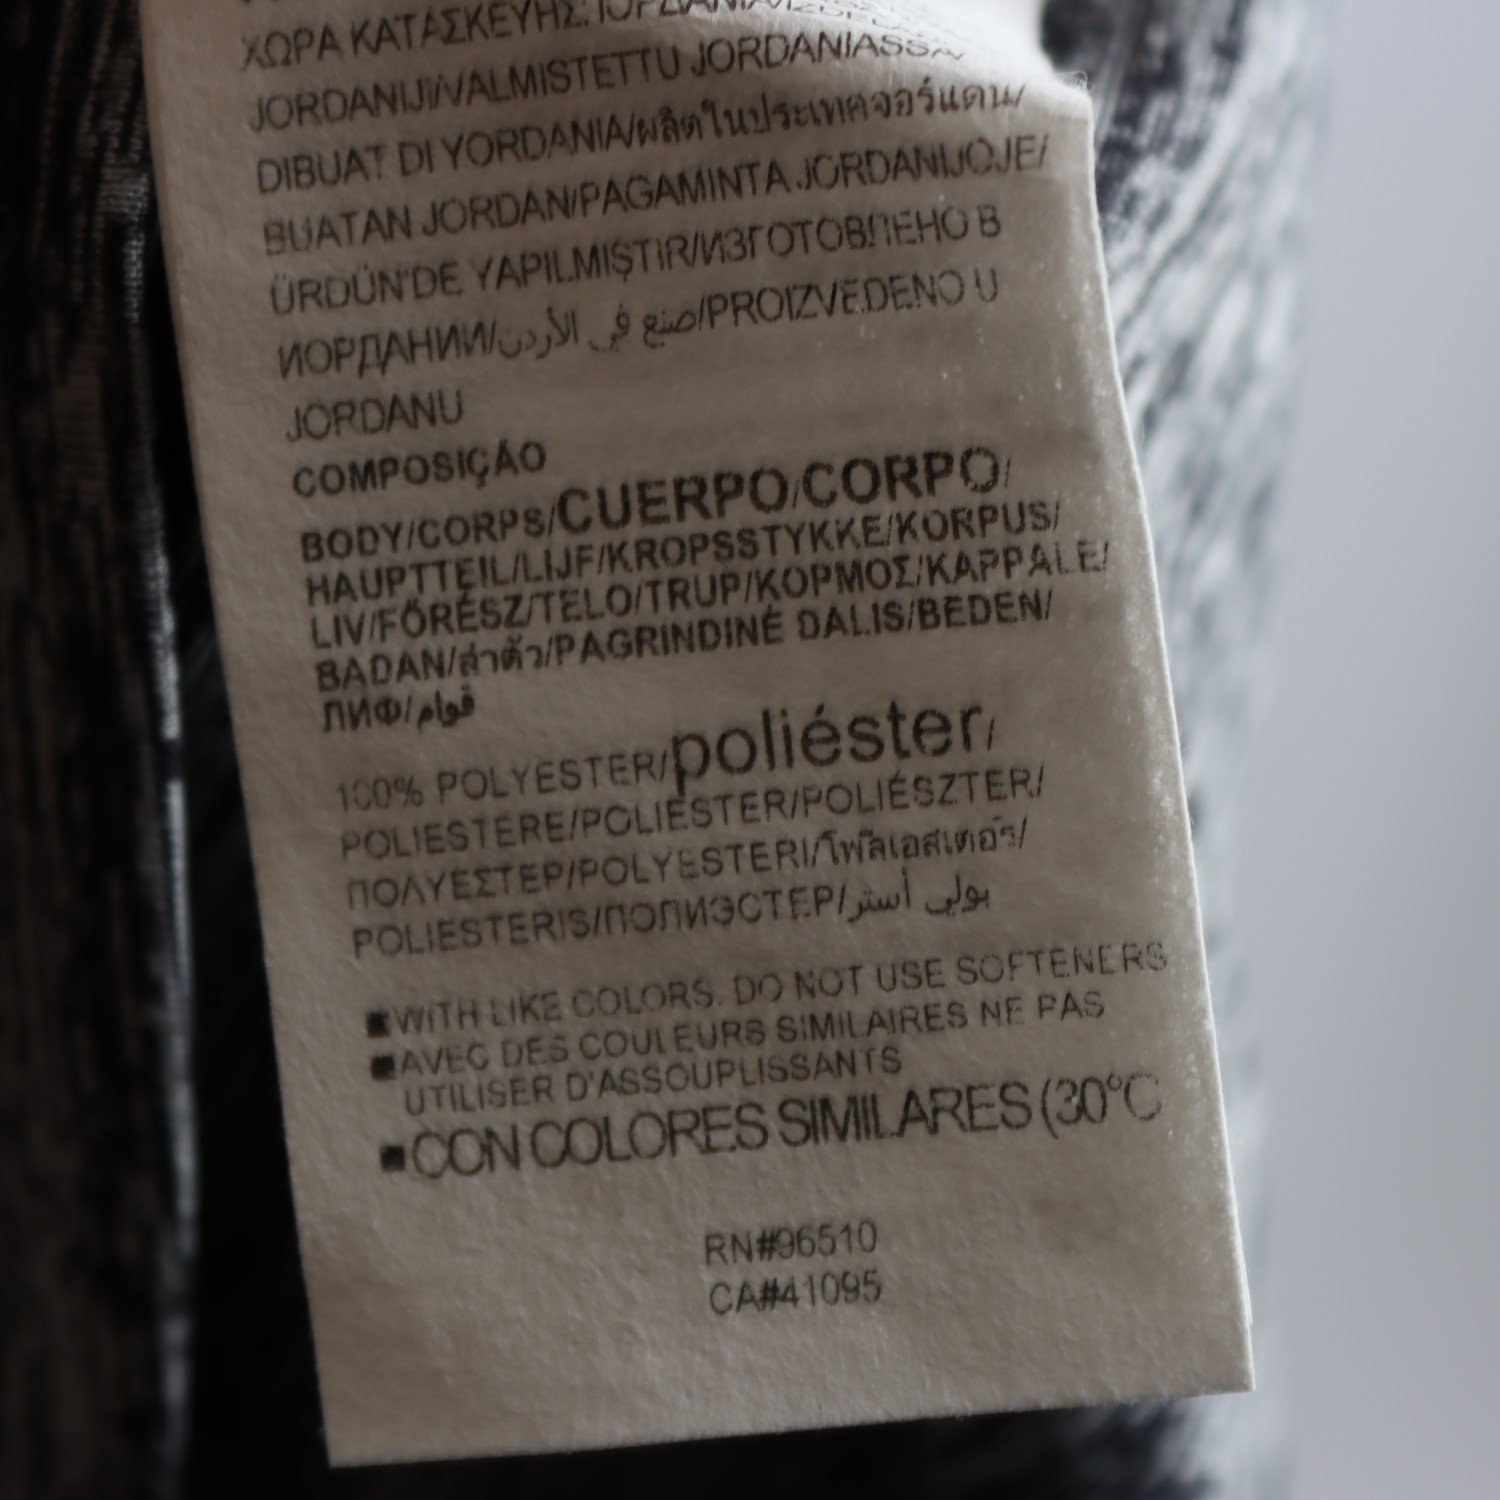 ΧΩΡΑ ΚΑΤΑΣΚΕΥΗΣ: ΙΟΡΔΑΝΙΑ/IZDELANO
JORDANIJI/VALMISTETTU JORDANIASSA/
DIBUAT DI YORDANIA/ผลิตในประเทศจอร์แดน/
BUATAN JORDAN/PAGAMINTA JORDANIJOJE/
ÜRDÜN'DE YAPILMIŞTIR/ИЗГОТОВЛЕНО В
ИОРДАНИИ/صنع في الأردن/PROIZVEDENO U
JORDANU
COMPOSIÇÃO
BODY/CORPS/CUERPO/CORPO/
HAUPTTEIL/LIJF/KROPSSTYKKE/KORPUS/
LIV/FŐRÉSZ/TELO/TRUP/ΚΟΡΜΟΣ/KAPPALE/
BADAN/ลำตัว/PAGRINDINĖ DALIS/BEDEN/
ЛИФ/قوام
100% POLYESTER/poliéster/
POLIESTERE/POLIÉSTER/POLIÉSZTER/
ΠΟΛΥΕΣΤΕΡ/POLYESTERI/โพลีเอสเตอร์/
POLIESTERIS/ПОЛИЭСТЕР/بولي أستر
■WITH LIKE COLORS. DO NOT USE SOFTENERS
■AVEC DES COULEURS SIMILAIRES NE PAS
UTILISER D'ASSOUPLISSANTS
■CON COLORES SIMILARES (30°C
RN#96510
CA#41095